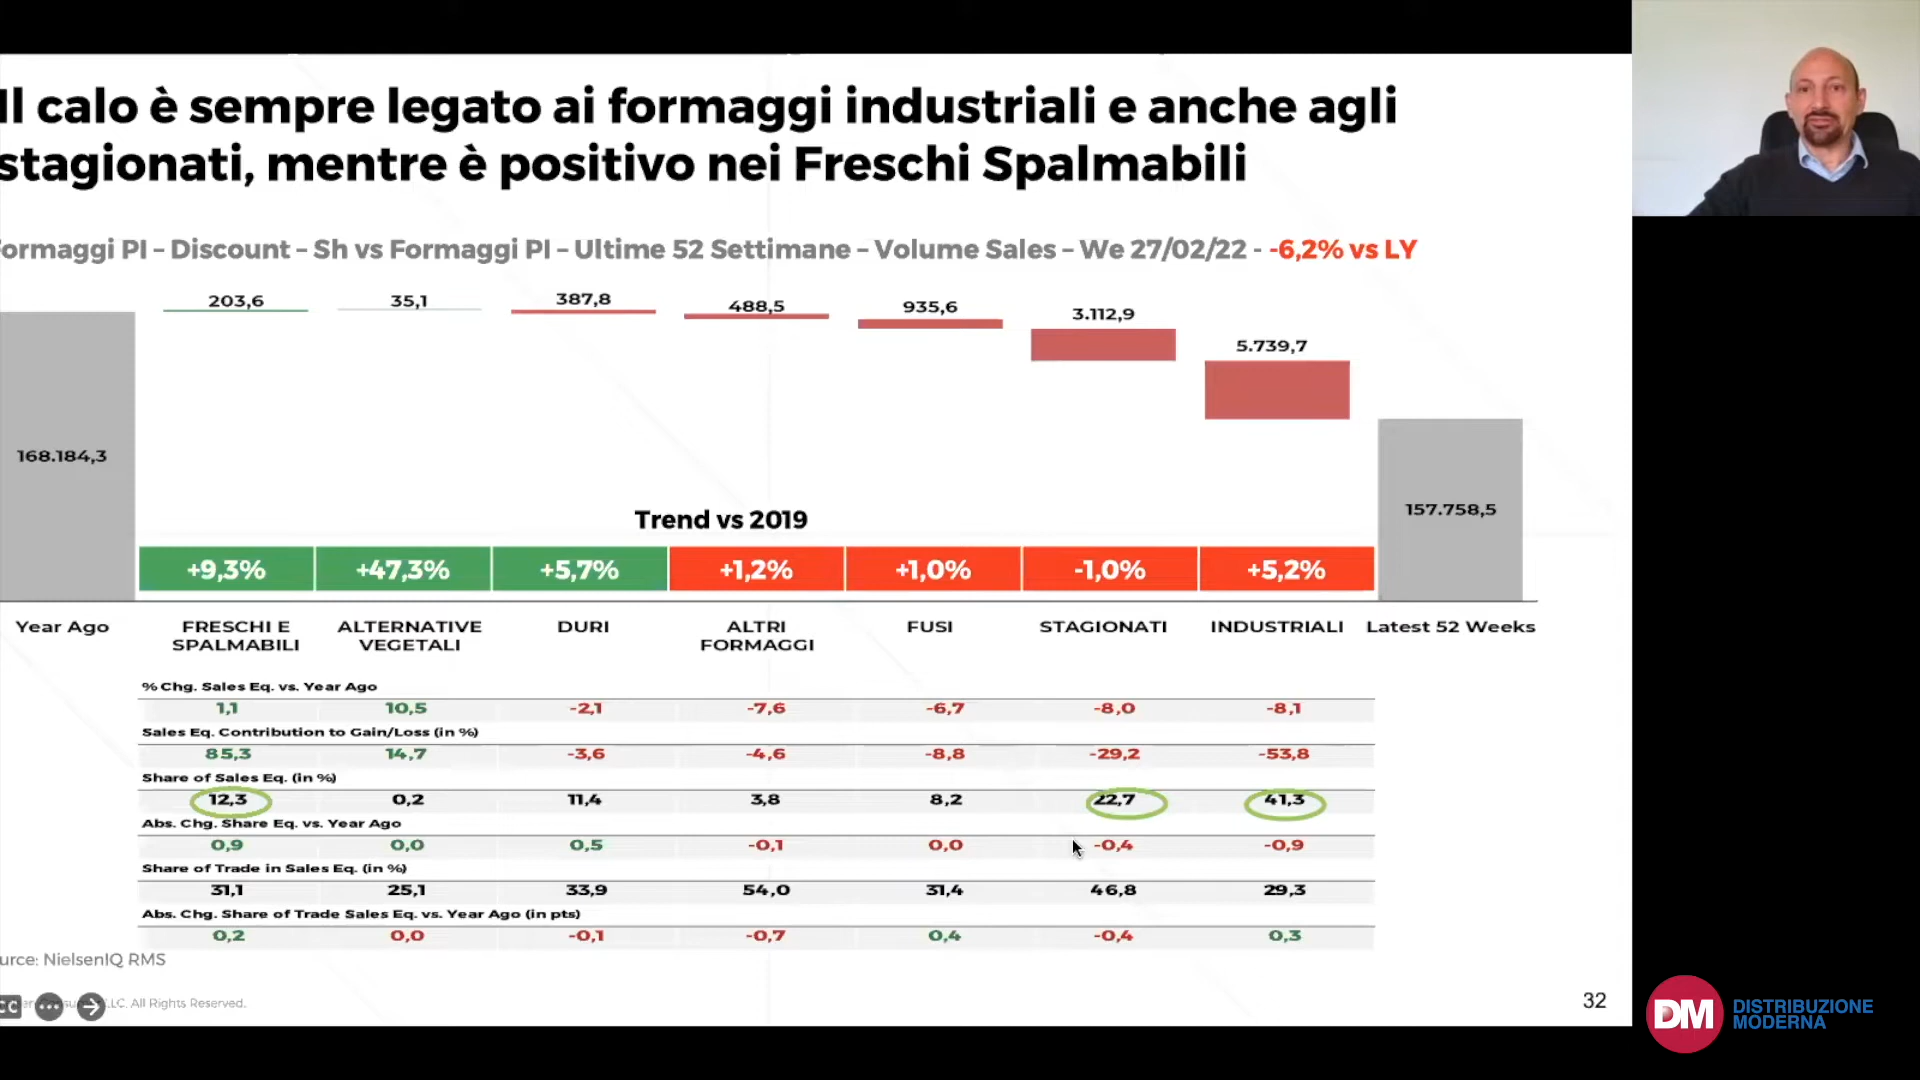 Il calo è sempre legato ai formaggi industriali e anche agli
stagionati, mentre è positivo nei Freschi Spalmabili
ormaggi PI – Discount – Sh vs Formaggi PI – Ultime 52 Settimane – Volume Sales – We 27/02/22 - -6,2% vs LY
203,6 35,1 387,8 488,5 935,6 3.112,9 5.739,7
168.184,3 157.758,5
Trend vs 2019
+9,3% +47,3% +5,7% +1,2% +1,0% -1,0% +5,2%
Year Ago FRESCHI E SPALMABILI ALTERNATIVE VEGETALI DURI ALTRI FORMAGGI FUSI STAGIONATI INDUSTRIALI Latest 52 Weeks
% Chg. Sales Eq. vs. Year Ago
1,1 10,5 -2,1 -7,6 -6,7 -8,0 -8,1
Sales Eq. Contribution to Gain/Loss (in %)
85,3 14,7 -3,6 -4,6 -8,8 -29,2 -53,8
Share of Sales Eq. (in %)
12,3 0,2 11,4 3,8 8,2 22,7 41,3
Abs. Chg. Share Eq. vs. Year Ago
0,9 0,0 0,5 -0,1 0,0 -0,4 -0,9
Share of Trade in Sales Eq. (in %)
31,1 25,1 33,9 54,0 31,4 46,8 29,3
Abs. Chg. Share of Trade Sales Eq. vs. Year Ago (in pts)
0,2 0,0 -0,1 -0,7 0,4 -0,4 0,3
urce: NielsenIQ RMS
LLC. All Rights Reserved.
CC
32
DM DISTRIBUZIONE
MODERNA